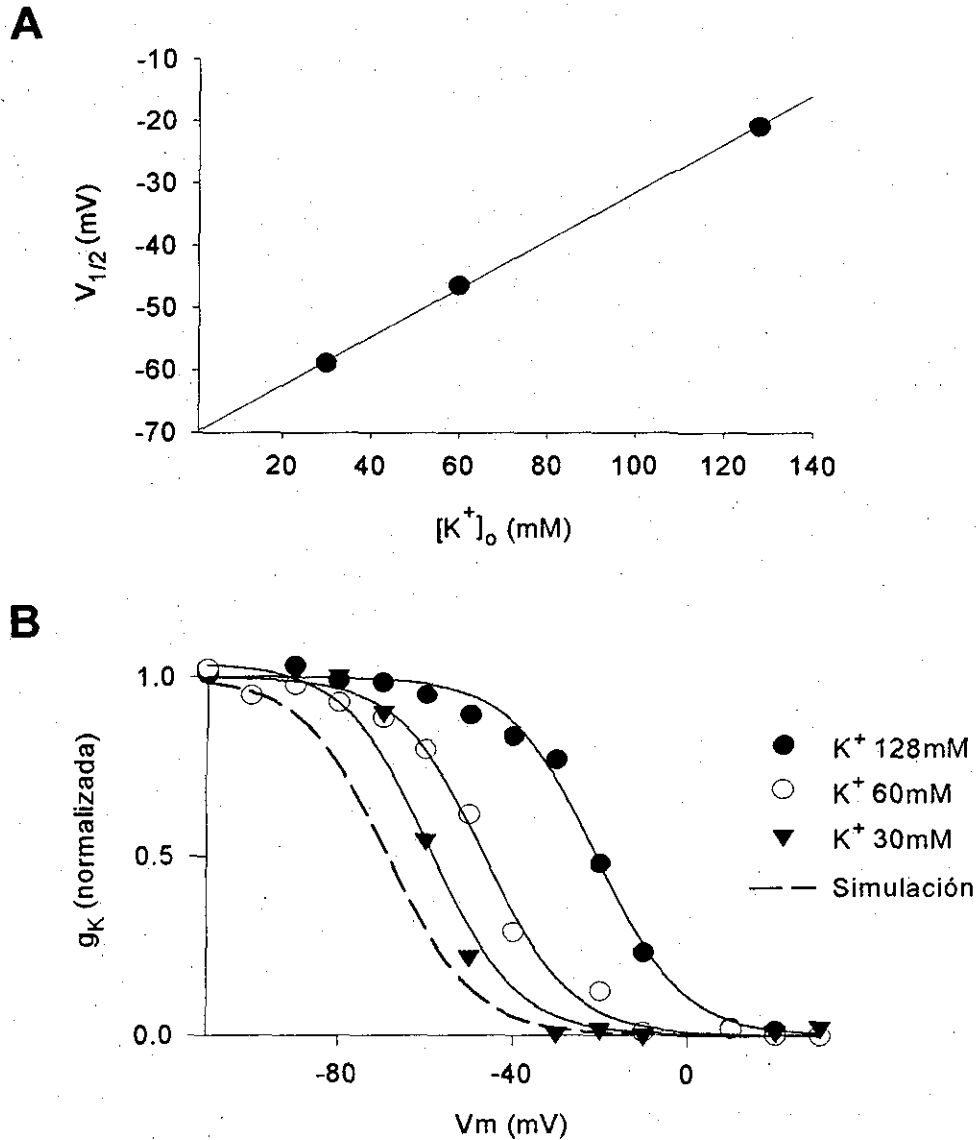 A
-10
-20
-30
-40
-50
-60
-70
V1/2 (mV)
20 40 60 80 100 120 140
[K+]o (mM)
B
1.0
0.5
0.0
gK (normalizada)
-80 -40 0
Vm (mV)
K+ 128mM
K+ 60mM
K+ 30mM
Simulación